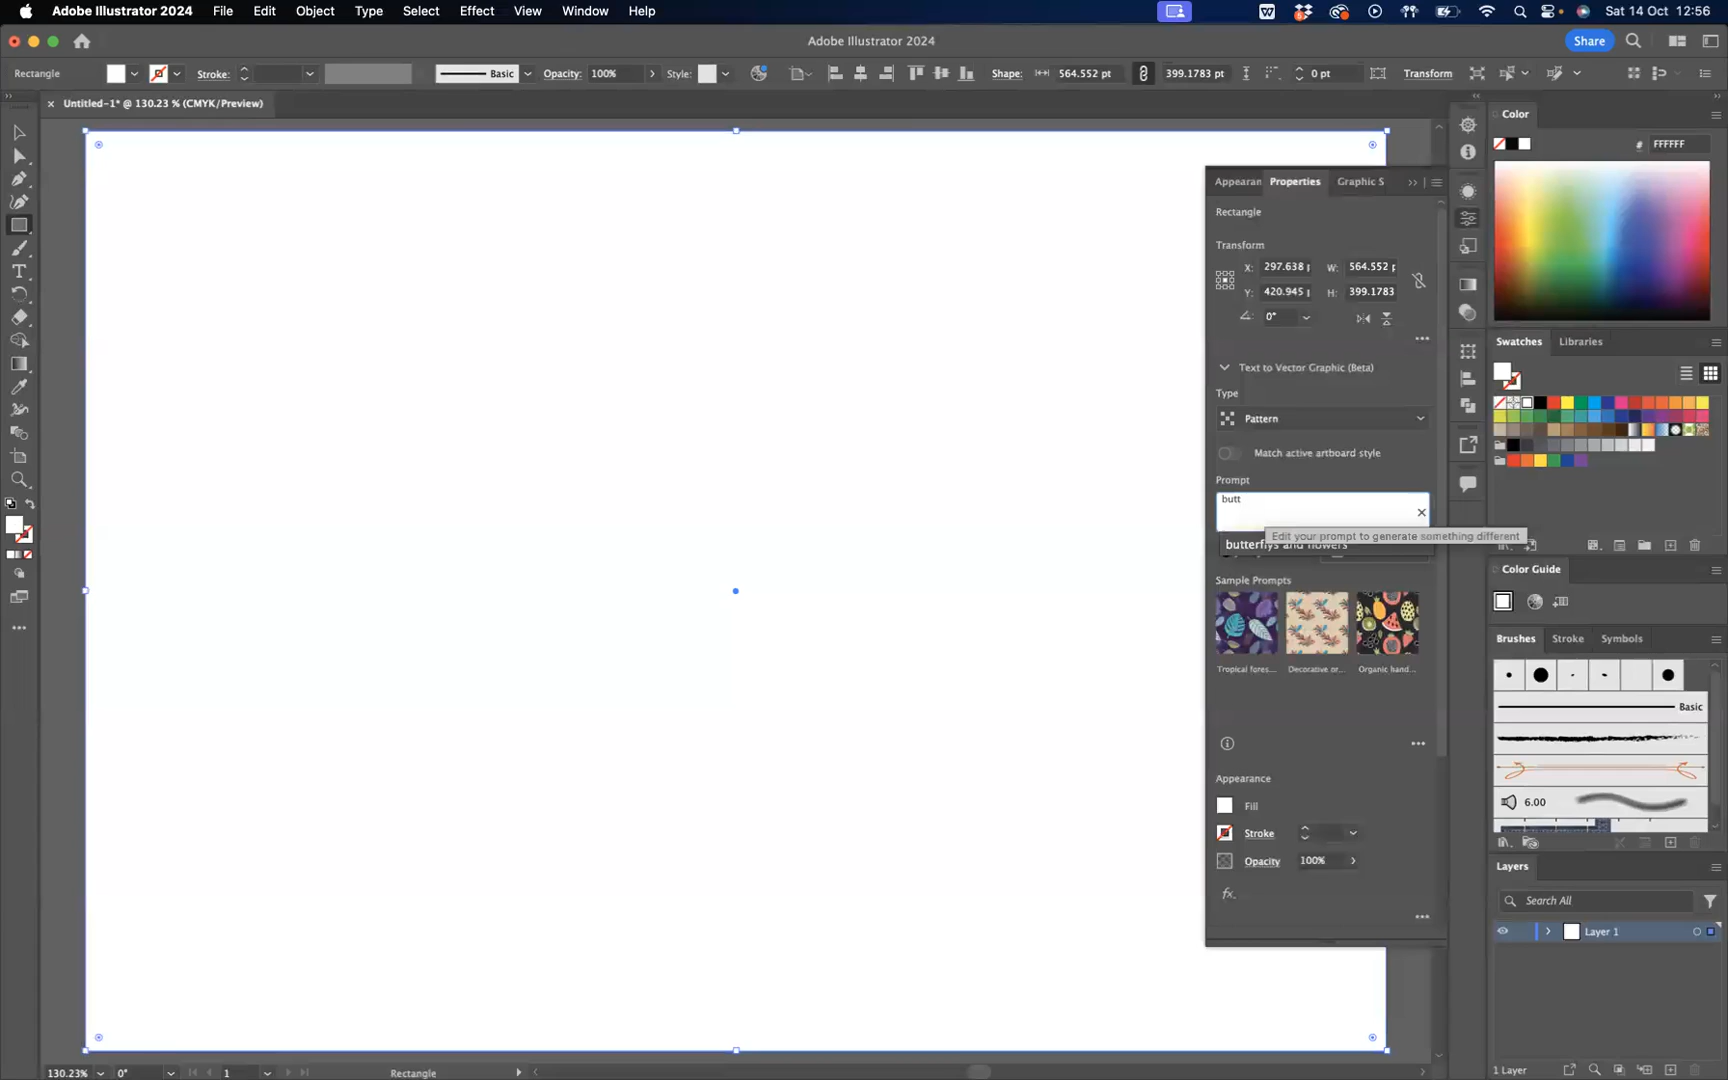 Adobe Illustrator 2024 File Edit Object Type Select Effect View Window Help Sat 14 Oct 12:56
Adobe Illustrator 2024 Share
Rectangle Stroke: Basic Opacity: 100% Style: Shape: 564.552 pt 399.1783 pt 0 pt Transform
Untitled-1* @ 130.23 % (CMYK/Preview)
Appearan Properties Graphic S
Rectangle
Transform
X: 297.638 W: 564.552
Y: 420.945 H: 399.1783
0°
Text to Vector Graphic (Beta)
Type
Pattern
Match active artboard style
Prompt
butt
Edit your prompt to generate something different
butterflys and flowers
Sample Prompts
Tropical fores... Decorative or... Organic hand...
Appearance
Fill
Stroke
Opacity 100%
fx.
Color
# FFFFFF
Swatches Libraries
Color Guide
Brushes Stroke Symbols
Basic
6.00
Layers
Search All
Layer 1
1 Layer
130.23% 0° 1 Rectangle